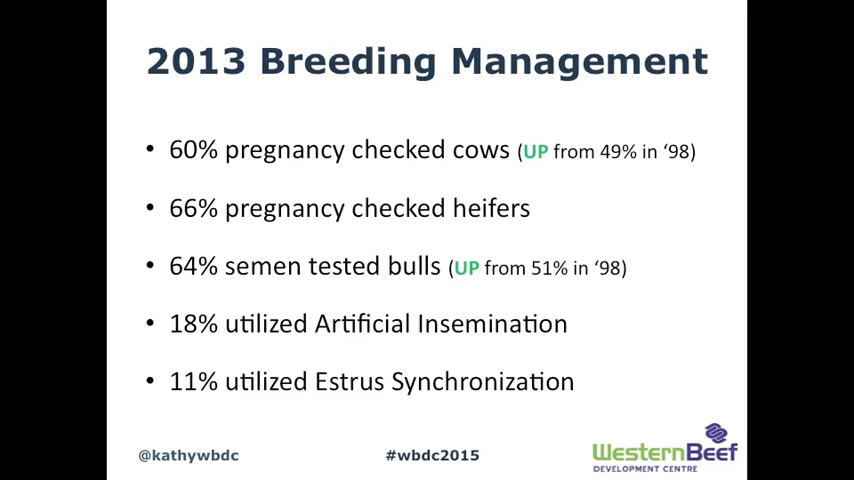 2013 Breeding Management
• 60% pregnancy checked cows (UP from 49% in ‘98)
• 66% pregnancy checked heifers
• 64% semen tested bulls (UP from 51% in ‘98)
• 18% utilized Artificial Insemination
• 11% utilized Estrus Synchronization
@kathywbdc
#wbdc2015
WesternBeef
DEVELOPMENT CENTRE